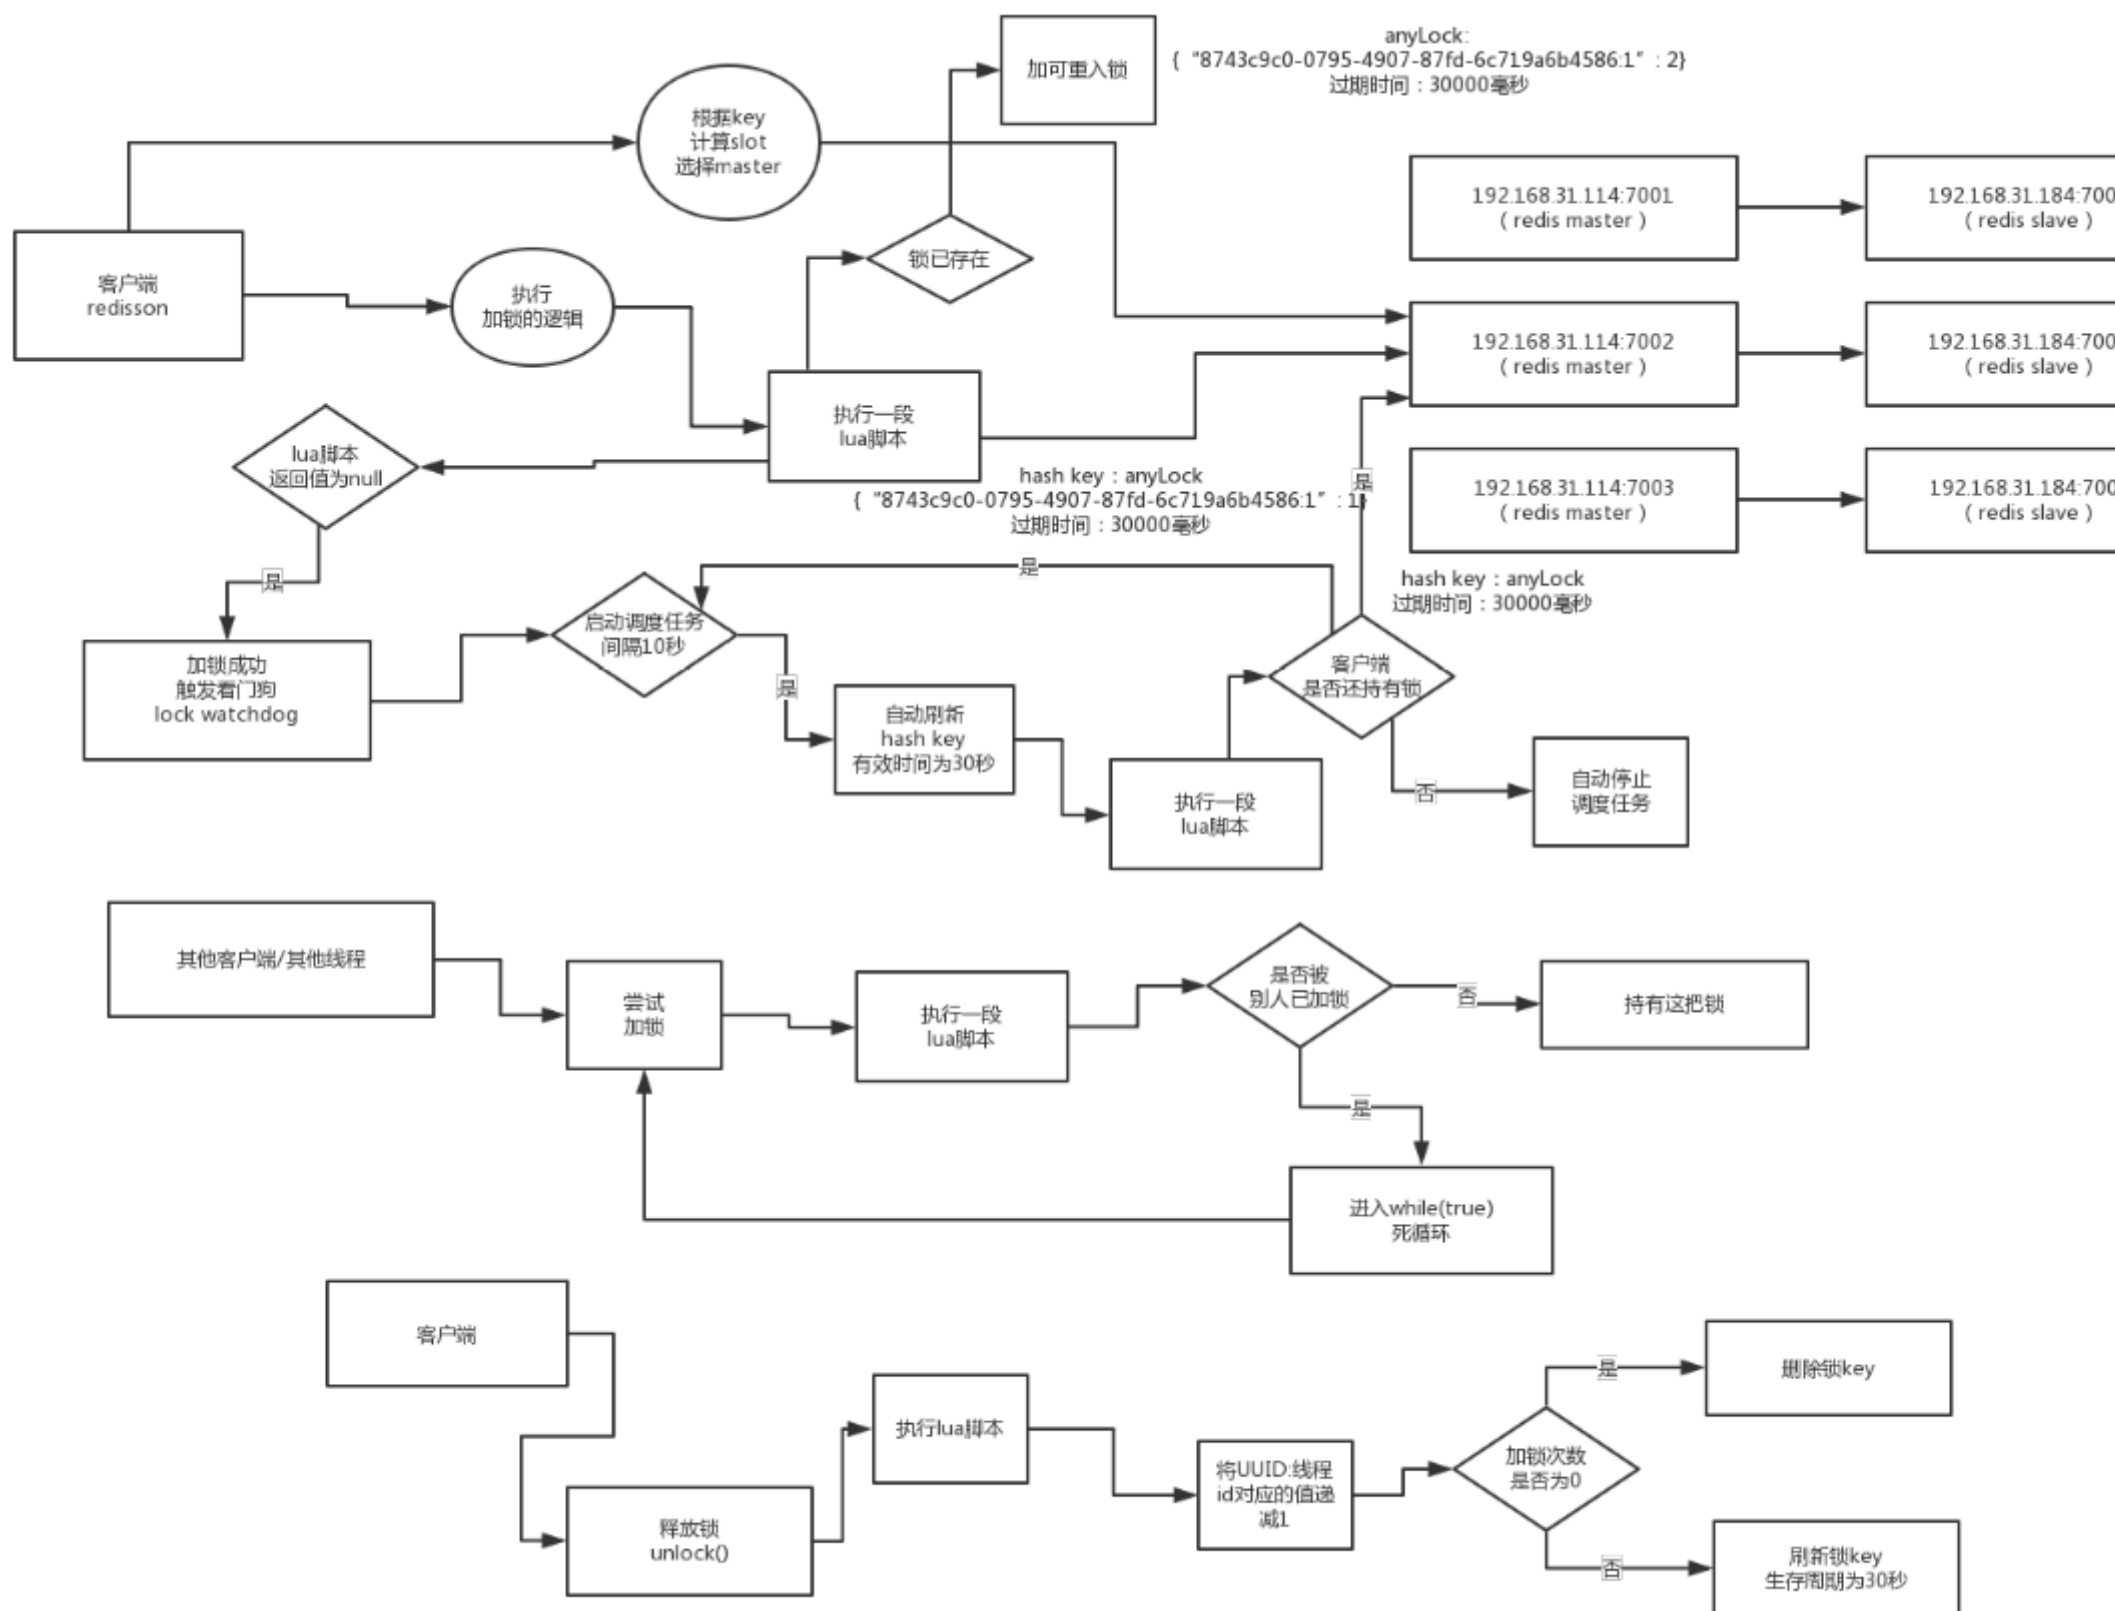 加可重入锁
anyLock:
{ “8743c9c0-0795-4907-87fd-6c719a6b4586:1” : 2}
过期时间：30000毫秒
根据key
计算slot
选择master
192.168.31.114:7001
( redis master )
192.168.31.184:700
( redis slave )
客户端
redisson
执行
加锁的逻辑
锁已存在
192.168.31.114:7002
( redis master )
192.168.31.184:700
( redis slave )
执行一段
lua脚本
lua脚本
返回值为null
hash key：anyLock
{ “8743c9c0-0795-4907-87fd-6c719a6b4586:1” : 1}
过期时间：30000毫秒
是
192.168.31.114:7003
( redis master )
192.168.31.184:700
( redis slave )
是
是
hash key：anyLock
过期时间：30000毫秒
加锁成功
触发看门狗
lock watchdog
启动调度任务
间隔10秒
是
自动刷新
hash key
有效时间为30秒
客户端
是否还持有锁
执行一段
lua脚本
否
自动停止
调度任务
其他客户端/其他线程
尝试
加锁
执行一段
lua脚本
是否被
别人已加锁
否
持有这把锁
是
进入while(true)
死循环
客户端
释放锁
unlock()
执行lua脚本
将UUID:线程
id对应的值递
减1
加锁次数
是否为0
是
删除锁key
否
刷新锁key
生存周期为30秒